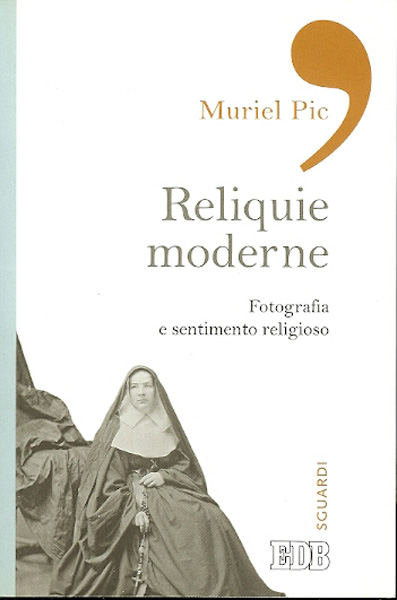 Muriel Pic
Reliquie
moderne
Fotografia
e sentimento religioso
SGUARDI
EDB